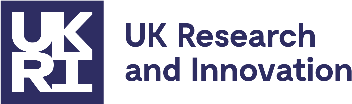 UK
RI
UK Research
and Innovation